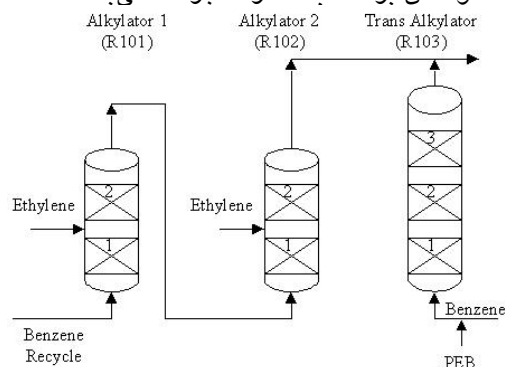 Alkylator 1
(R101)
Alkylator 2
(R102)
Trans Alkylator
(R103)
3
2
2
2
Ethylene
Ethylene
1
1
1
Benzene
Recycle
Benzene
PEB